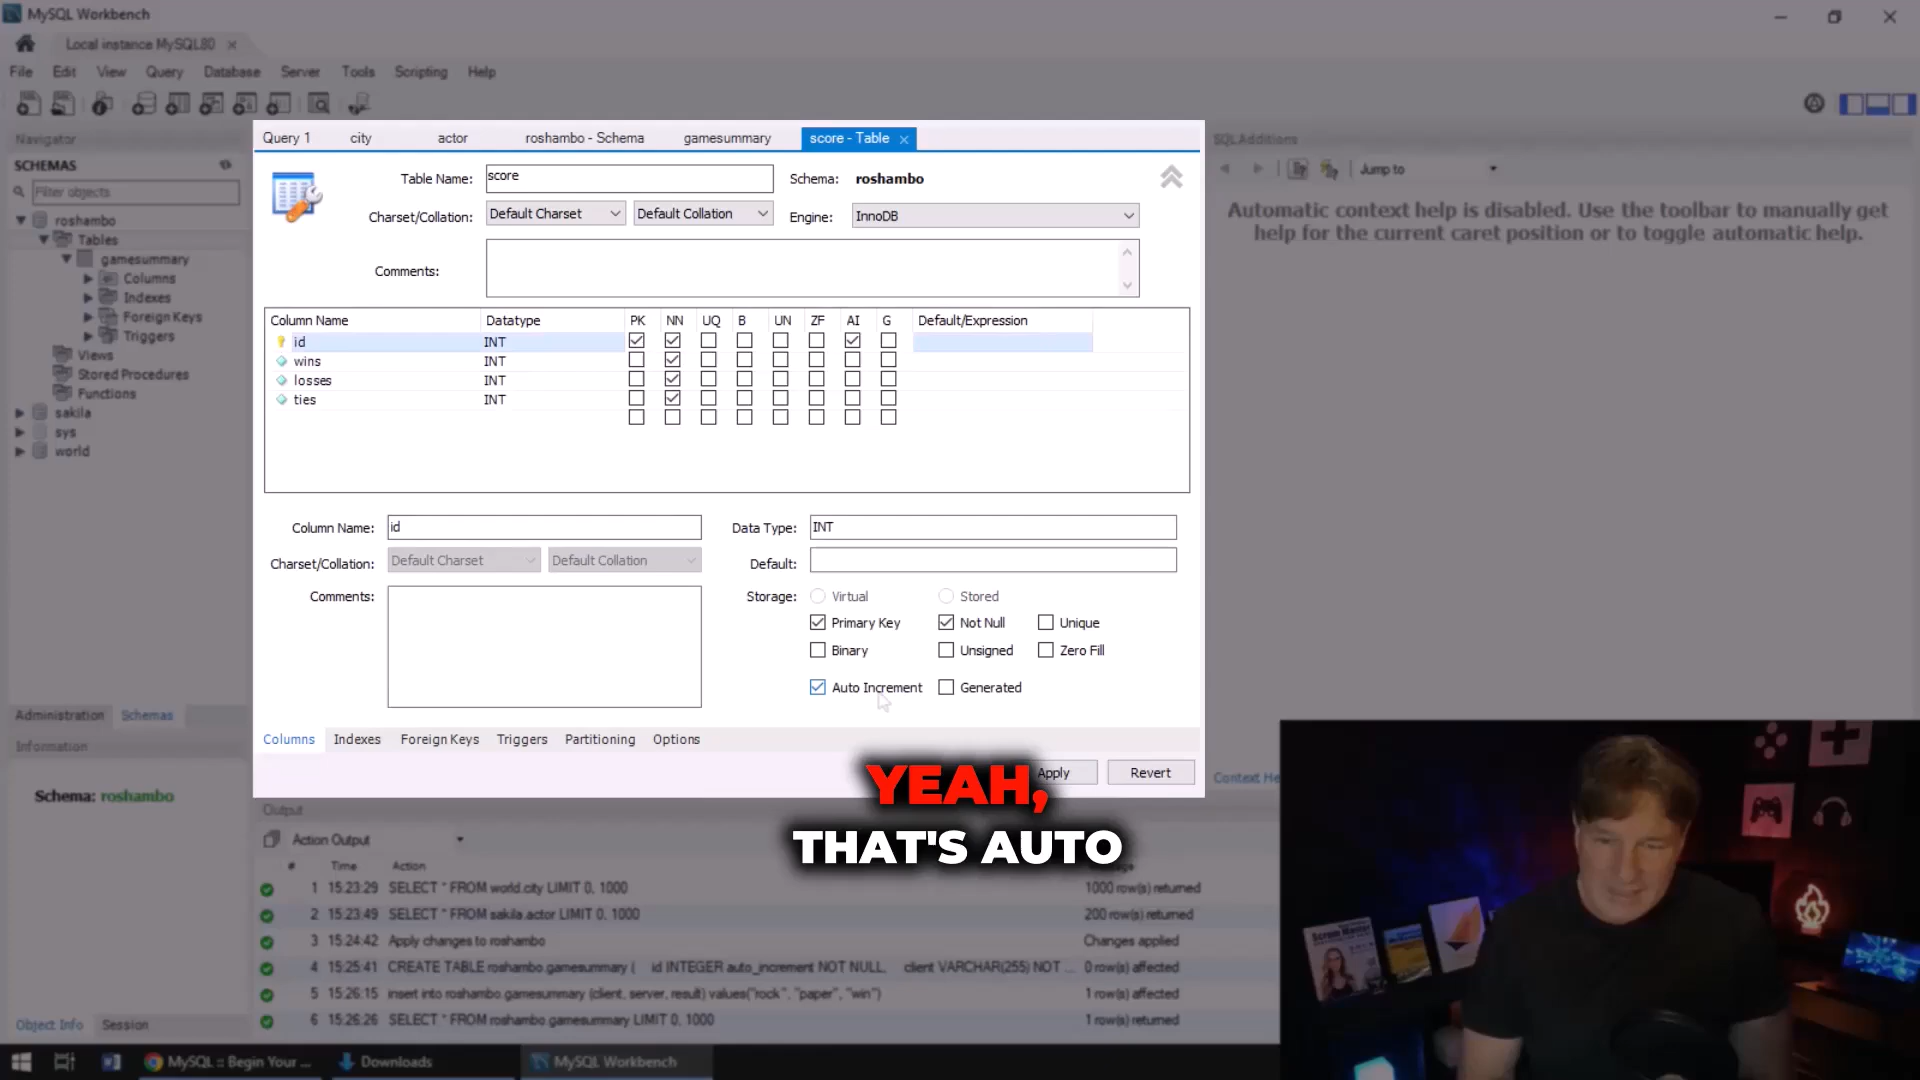 MySQL Workbench
Local instance MySQL80
File Edit View Query Database Server Tools Scripting Help
Navigator
SCHEMAS
Filter objects
roshambo
Tables
gamesummary
Columns
Indexes
Foreign Keys
Triggers
Views
Stored Procedures
Functions
sakila
sys
world
Administration Schemas
Information
Schema: roshambo
Object Info Session
Query 1 city actor roshambo - Schema gamesummary score - Table
Table Name: score Schema: roshambo
Charset/Collation: Default Charset Default Collation Engine: InnoDB
Comments:
Column Name Datatype PK NN UQ B UN ZF AI G Default/Expression
id INT
wins INT
losses INT
ties INT
Column Name: id Data Type: INT
Charset/Collation: Default Charset Default Collation Default:
Comments: Storage: Virtual Stored
Primary Key Not Null Unique
Binary Unsigned Zero Fill
Auto Increment Generated
Columns Indexes Foreign Keys Triggers Partitioning Options
Apply Revert
YEAH,
THAT'S AUTO
SQLAdditions
Jump to
Automatic context help is disabled. Use the toolbar to manually get
help for the current caret position or to toggle automatic help.
Context He
Output
Action Output
# Time Action
1 15:23:29 SELECT * FROM world.city LIMIT 0, 1000 1000 row(s) returned
2 15:23:49 SELECT * FROM sakila.actor LIMIT 0, 1000 200 row(s) returned
3 15:24:42 Apply changes to roshambo Changes applied
4 15:25:41 CREATE TABLE roshambo.gamesummary ( id INTEGER auto_increment NOT NULL, client VARCHAR(255) NOT ... 0 row(s) affected
5 15:26:15 insert into roshambo.gamesummary (client, server, result) values("rock", "paper", "win") 1 row(s) affected
6 15:26:26 SELECT * FROM roshambo.gamesummary LIMIT 0, 1000 1 row(s) returned
Scrum Master
MySQL :: Begin Your ... Downloads MySQL Workbench